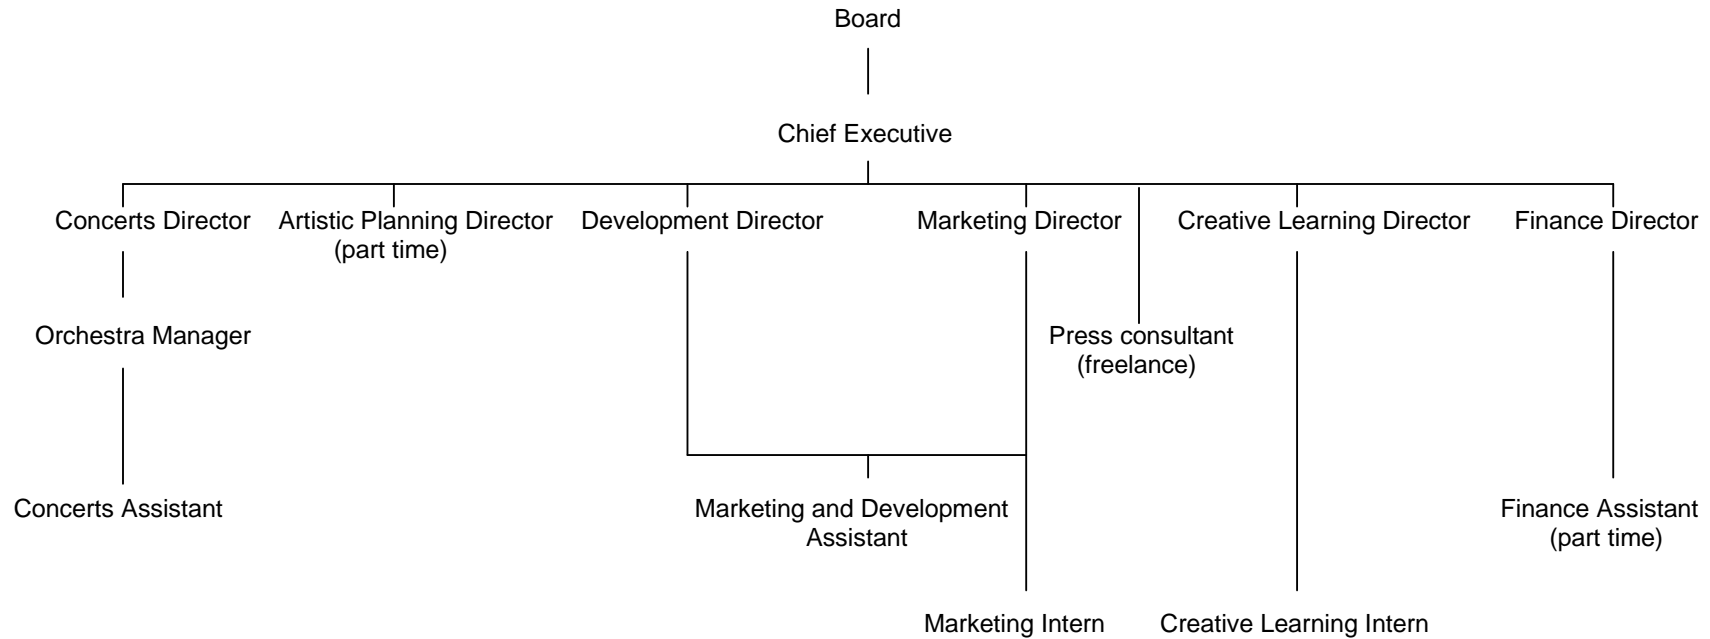 Board
Chief Executive
Concerts Director
Artistic Planning Director
(part time)
Development Director
Marketing Director
Creative Learning Director
Finance Director
Orchestra Manager
Press consultant
(freelance)
Concerts Assistant
Marketing and Development
Assistant
Finance Assistant
(part time)
Marketing Intern
Creative Learning Intern